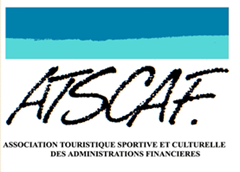 ATSCAF.
ASSOCIATION TOURISTIQUE SPORTIVE ET CULTURELLE
DES ADMINISTRATIONS FINANCIERES